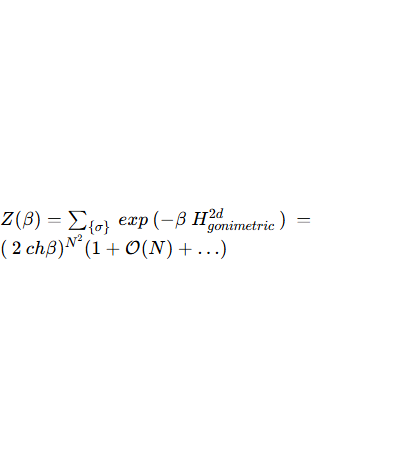 Z(β) = ∑_{σ} exp (−β H^{2d}_{gonimetric} ) =
( 2 chβ)^{N^2}(1 + 𝒪(N) + …)